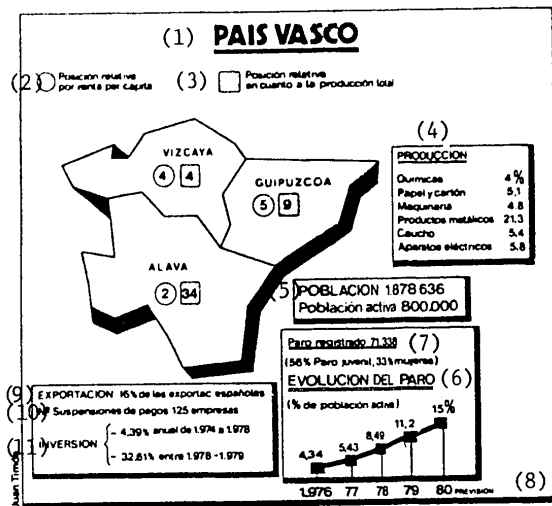 (1) PAIS VASCO
(2) Posición relativa
por renta per cápita
(3) Posición relativa
en cuanto a la producción total
VIZCAYA
4 4
GUIPUZCOA
5 9
ALAVA
2 34
(4)
PRODUCCION
Químicas 4%
Papel y cartón 5,1
Maquinaria 4.8
Productos metálicos 21,3
Caucho 5.4
Aparatos eléctricos 5.8
(5) POBLACION 1.878.636
Población activa 800.000
Paro registrado 71.338 (7)
(56% Paro juvenil, 33% mujeres)
EVOLUCION DEL PARO (6)
(% de población activa)
4,34 5,43 8,49 11,2 15%
1.976 77 78 79 80 PREVISIÓN
(8)
(9) EXPORTACION 16% de las exportac. españolas
(10) Nº Suspensiones de pagos 125 empresas
(11) INVERSION
- 4,39% anual de 1.974 a 1.978
- 32,61% entre 1.978 -1.979
Juan Timón